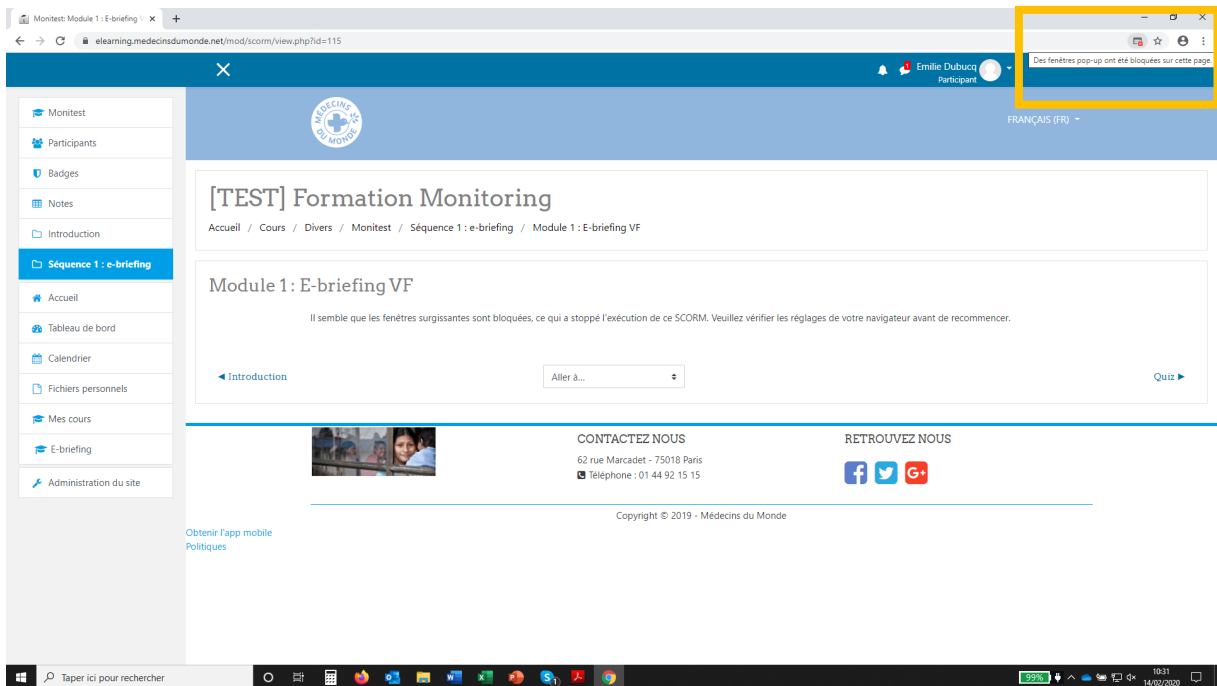 Monitest: Module 1 : E-briefing
elearning.medecinsdumonde.net/mod/scorm/view.php?id=115
Des fenêtres pop-up ont été bloquées sur cette page.
1
Emilie Dubucq
Participant
MÉDECINS
DU MONDE
FRANÇAIS (FR)
Monitest
Participants
Badges
Notes
Introduction
Séquence 1 : e-briefing
Accueil
Tableau de bord
Calendrier
Fichiers personnels
Mes cours
E-briefing
Administration du site
[TEST] Formation Monitoring
Accueil / Cours / Divers / Monitest / Séquence 1 : e-briefing / Module 1 : E-briefing VF
Module 1 : E-briefing VF
Il semble que les fenêtres surgissantes sont bloquées, ce qui a stoppé l'exécution de ce SCORM. Veuillez vérifier les réglages de votre navigateur avant de recommencer.
◄ Introduction
Aller à...
Quiz ►
CONTACTEZ NOUS
62 rue Marcadet - 75018 Paris
Téléphone : 01 44 92 15 15
RETROUVEZ NOUS
Copyright © 2019 - Médecins du Monde
Obtenir l'app mobile
Politiques
Taper ici pour rechercher
99%
10:31
14/02/2020